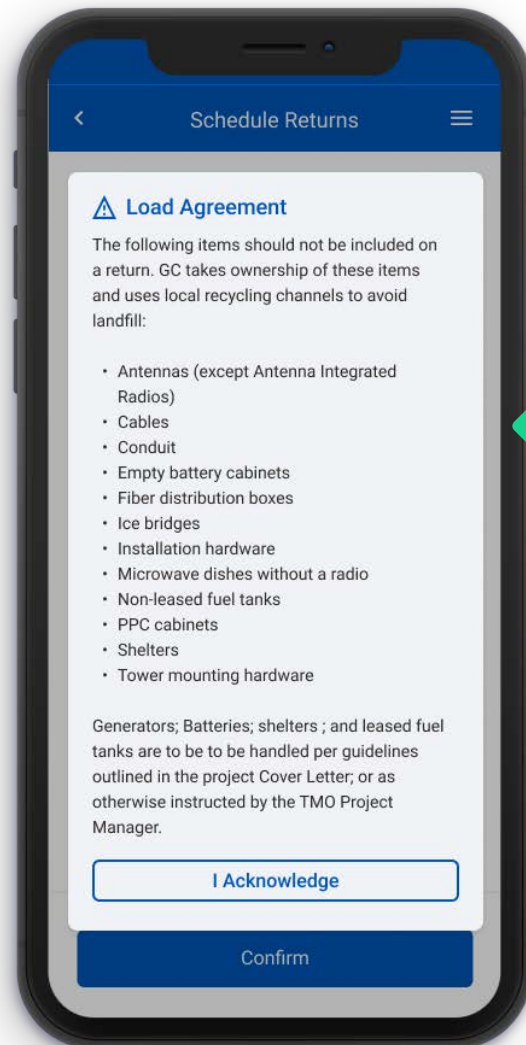 Schedule Returns
Load Agreement
The following items should not be included on
a return. GC takes ownership of these items
and uses local recycling channels to avoid
landfill:
• Antennas (except Antenna Integrated
Radios)
• Cables
• Conduit
• Empty battery cabinets
• Fiber distribution boxes
• Ice bridges
• Installation hardware
• Microwave dishes without a radio
• Non-leased fuel tanks
• PPC cabinets
• Shelters
• Tower mounting hardware
Generators; Batteries; shelters ; and leased fuel
tanks are to be to be handled per guidelines
outlined in the project Cover Letter; or as
otherwise instructed by the TMO Project
Manager.
I Acknowledge
Confirm